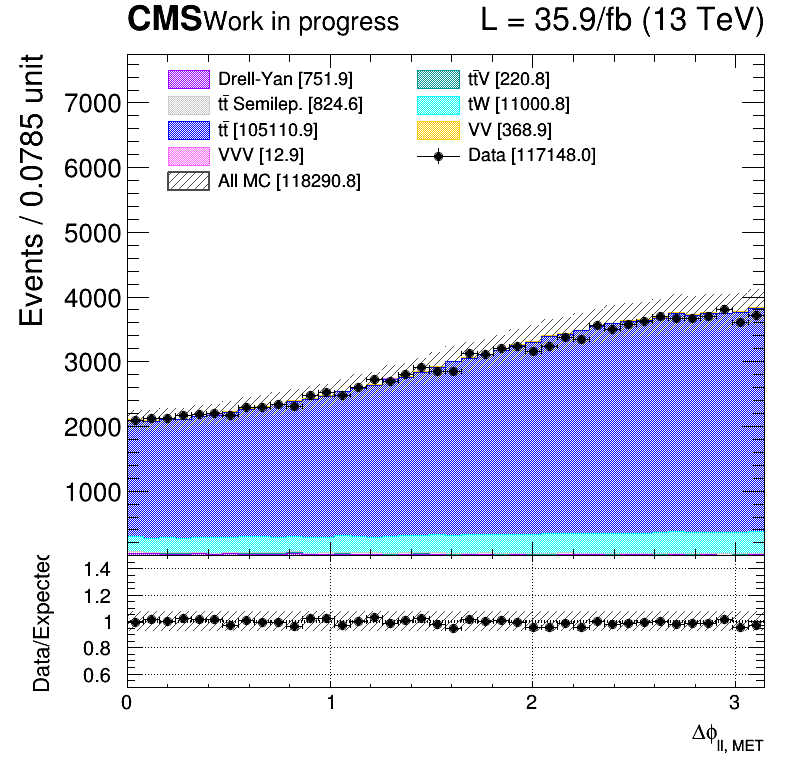 CMS Work in progress L = 35.9/fb (13 TeV)
Events / 0.0785 unit
7000
6000
5000
4000
3000
2000
1000
Drell-Yan [751.9]
tt̄ Semilep. [824.6]
tt̄ [105110.9]
VVV [12.9]
All MC [118290.8]
tt̄V [220.8]
tW [11000.8]
VV [368.9]
Data [117148.0]
Data/Expected
1.4
1.2
1
0.8
0.6
0 1 2 3
Δϕ_ll, MET